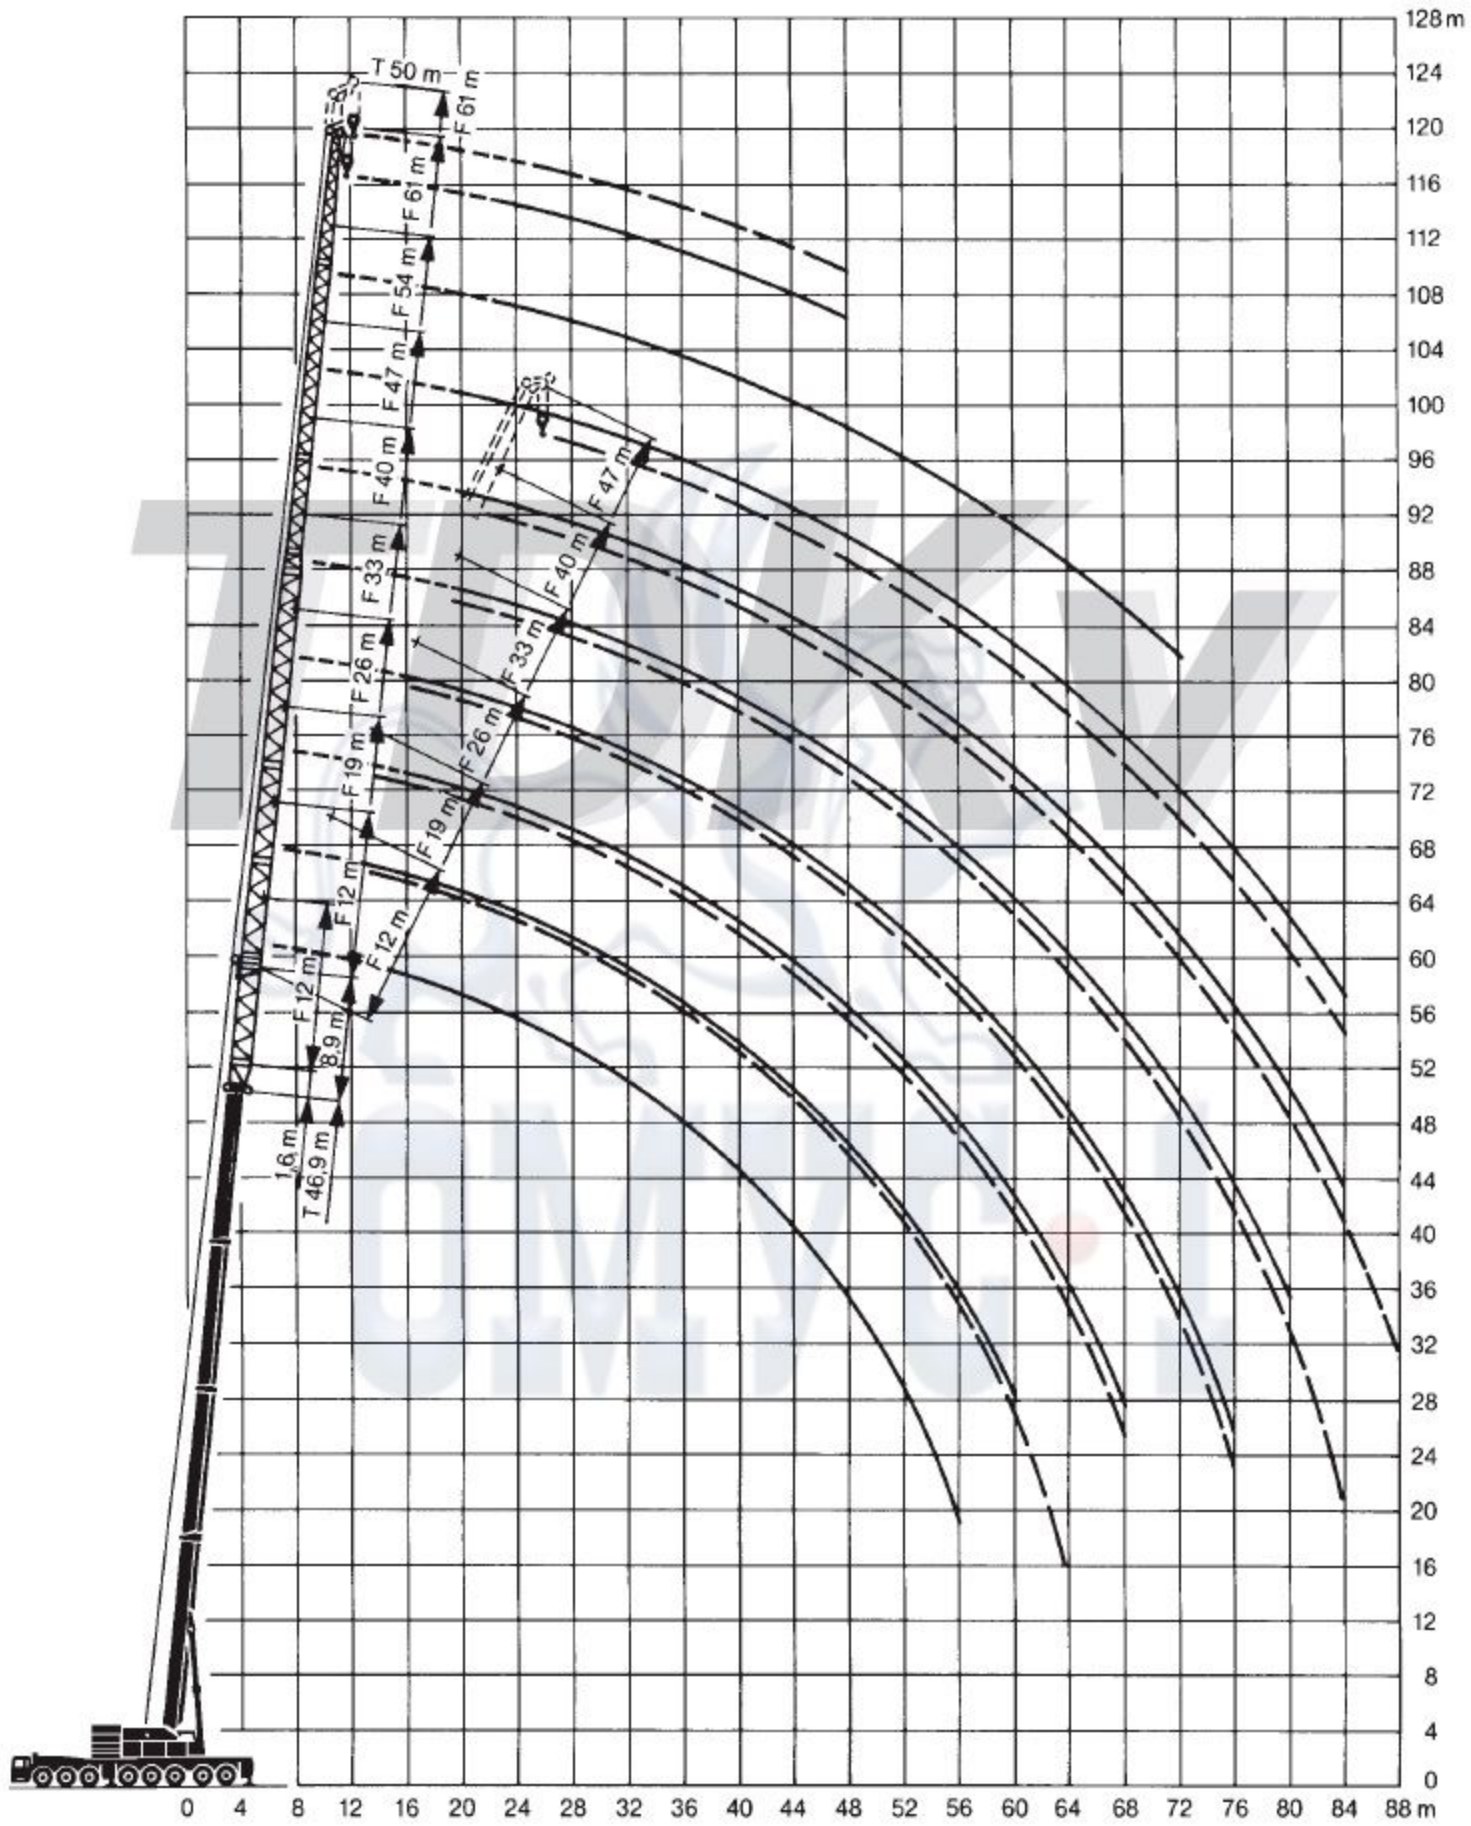 128 m
124
120
116
112
108
104
100
96
92
88
84
80
76
72
68
64
60
56
52
48
44
40
36
32
28
24
20
16
12
8
4
0
T 50 m
F 61 m
F 61 m
F 54 m
F 47 m
F 40 m
F 33 m
F 26 m
F 19 m
F 12 m
F 12 m
8,9 m
1,6 m
T 46,9 m
F 47 m
F 40 m
F 33 m
F 26 m
F 19 m
F 12 m
TDKv
ОМУС·1
0 4 8 12 16 20 24 28 32 36 40 44 48 52 56 60 64 68 72 76 80 84 88 m